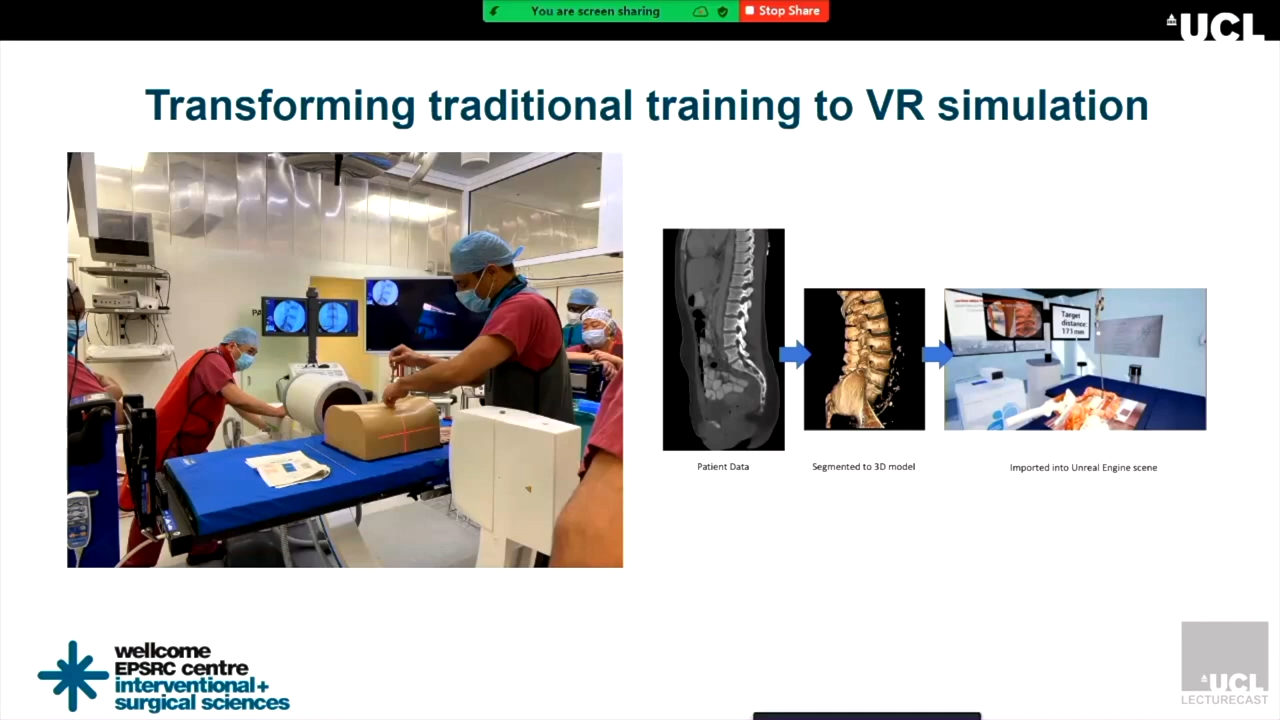 You are screen sharing
Stop Share
UCL
Transforming traditional training to VR simulation
PA
Target
distance:
171 mm
Patient Data
Segmented to 3D model
Imported into Unreal Engine scene
wellcome
EPSRC centre
interventional+
surgical sciences
UCL
LECTURECAST